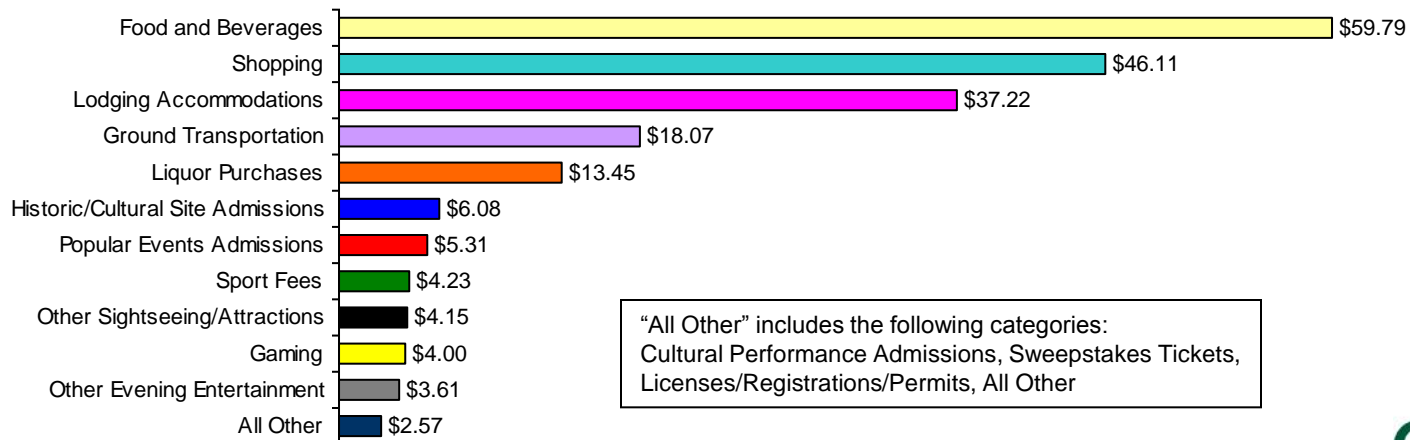 Food and Beverages $59.79
Shopping $46.11
Lodging Accommodations $37.22
Ground Transportation $18.07
Liquor Purchases $13.45
Historic/Cultural Site Admissions $6.08
Popular Events Admissions $5.31
Sport Fees $4.23
Other Sightseeing/Attractions $4.15
Gaming $4.00
Other Evening Entertainment $3.61
All Other $2.57
“All Other” includes the following categories:
Cultural Performance Admissions, Sweepstakes Tickets,
Licenses/Registrations/Permits, All Other